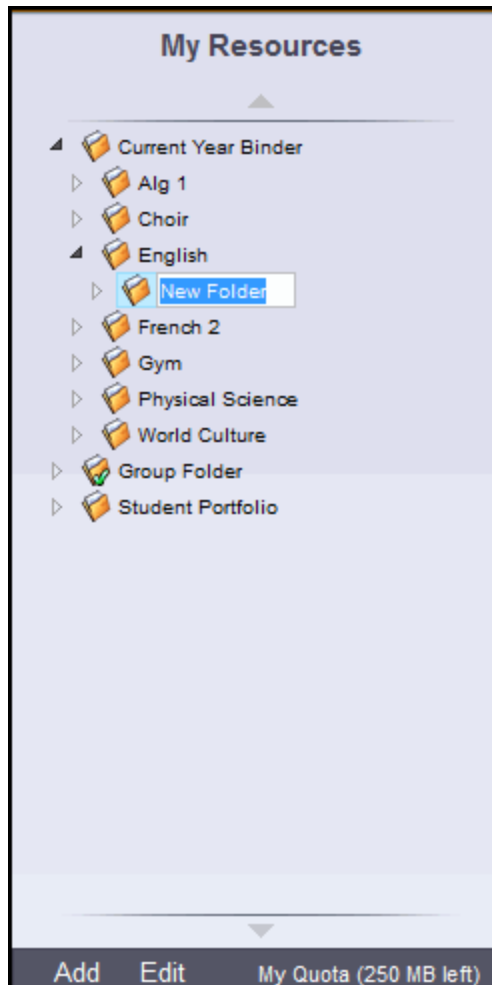 My Resources
Current Year Binder
Alg 1
Choir
English
New Folder
French 2
Gym
Physical Science
World Culture
Group Folder
Student Portfolio
Add Edit My Quota (250 MB left)